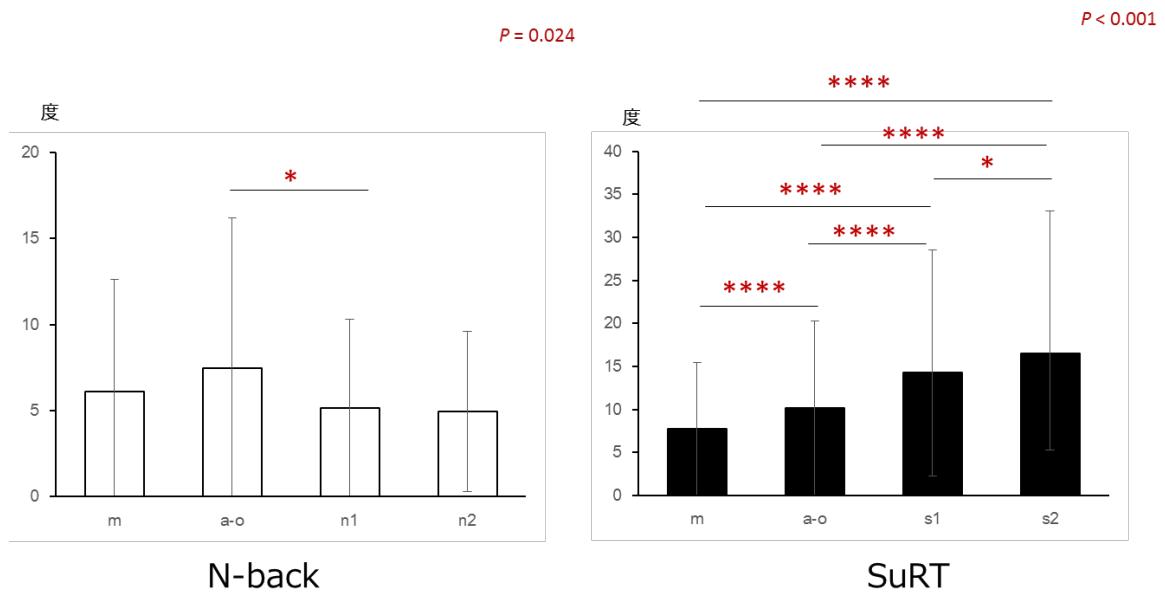 P = 0.024
P < 0.001
度
*
20
15
10
5
0
m a-o n1 n2
N-back
度
****
****
*
****
****
****
40
35
30
25
20
15
10
5
0
m a-o s1 s2
SuRT